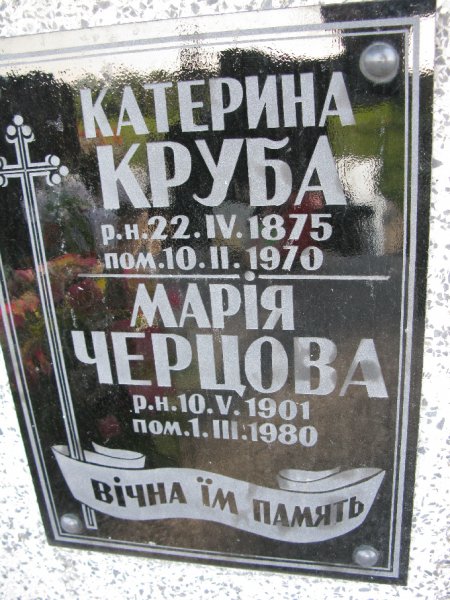 КАТЕРИНА
КРУБА
р.н.22.IV.1875
пом.10.II.1970
МАРІЯ
ЧЕРЦОВА
р.н.10.V.1901
пом.1.III.1980
ВІЧНА ЇМ ПАМЯТЬ